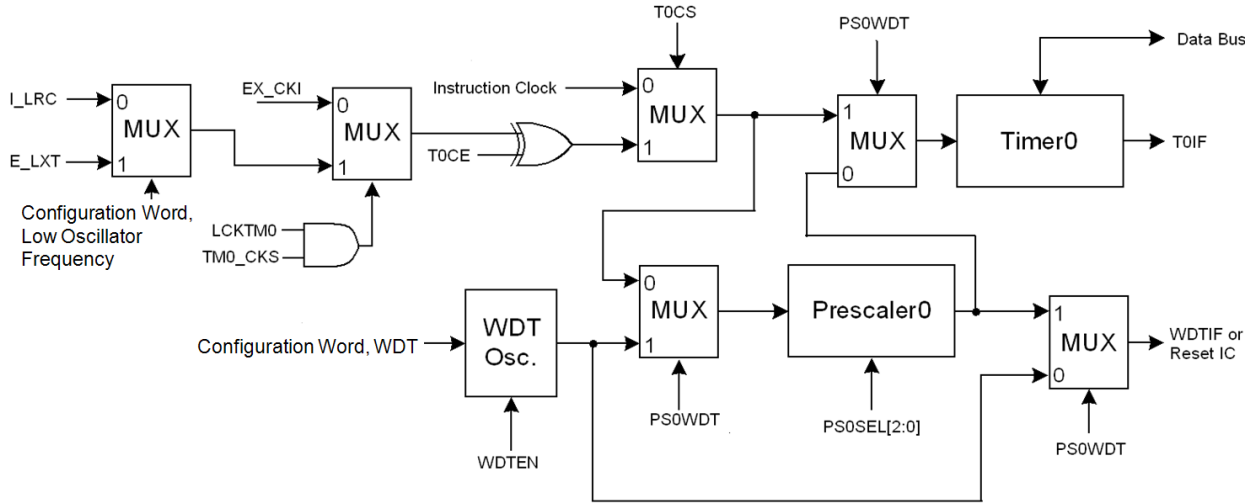 T0CS
PS0WDT
Data Bus
I_LRC
0
MUX
E_LXT
1
Configuration Word,
Low Oscillator
Frequency
EX_CKI
0
MUX
1
LCKTM0
TM0_CKS
T0CE
Instruction Clock
0
MUX
1
1
MUX
0
Timer0
T0IF
Configuration Word, WDT
WDT
Osc.
WDTEN
0
MUX
1
PS0WDT
Prescaler0
PS0SEL[2:0]
1
MUX
0
PS0WDT
WDTIF or
Reset IC